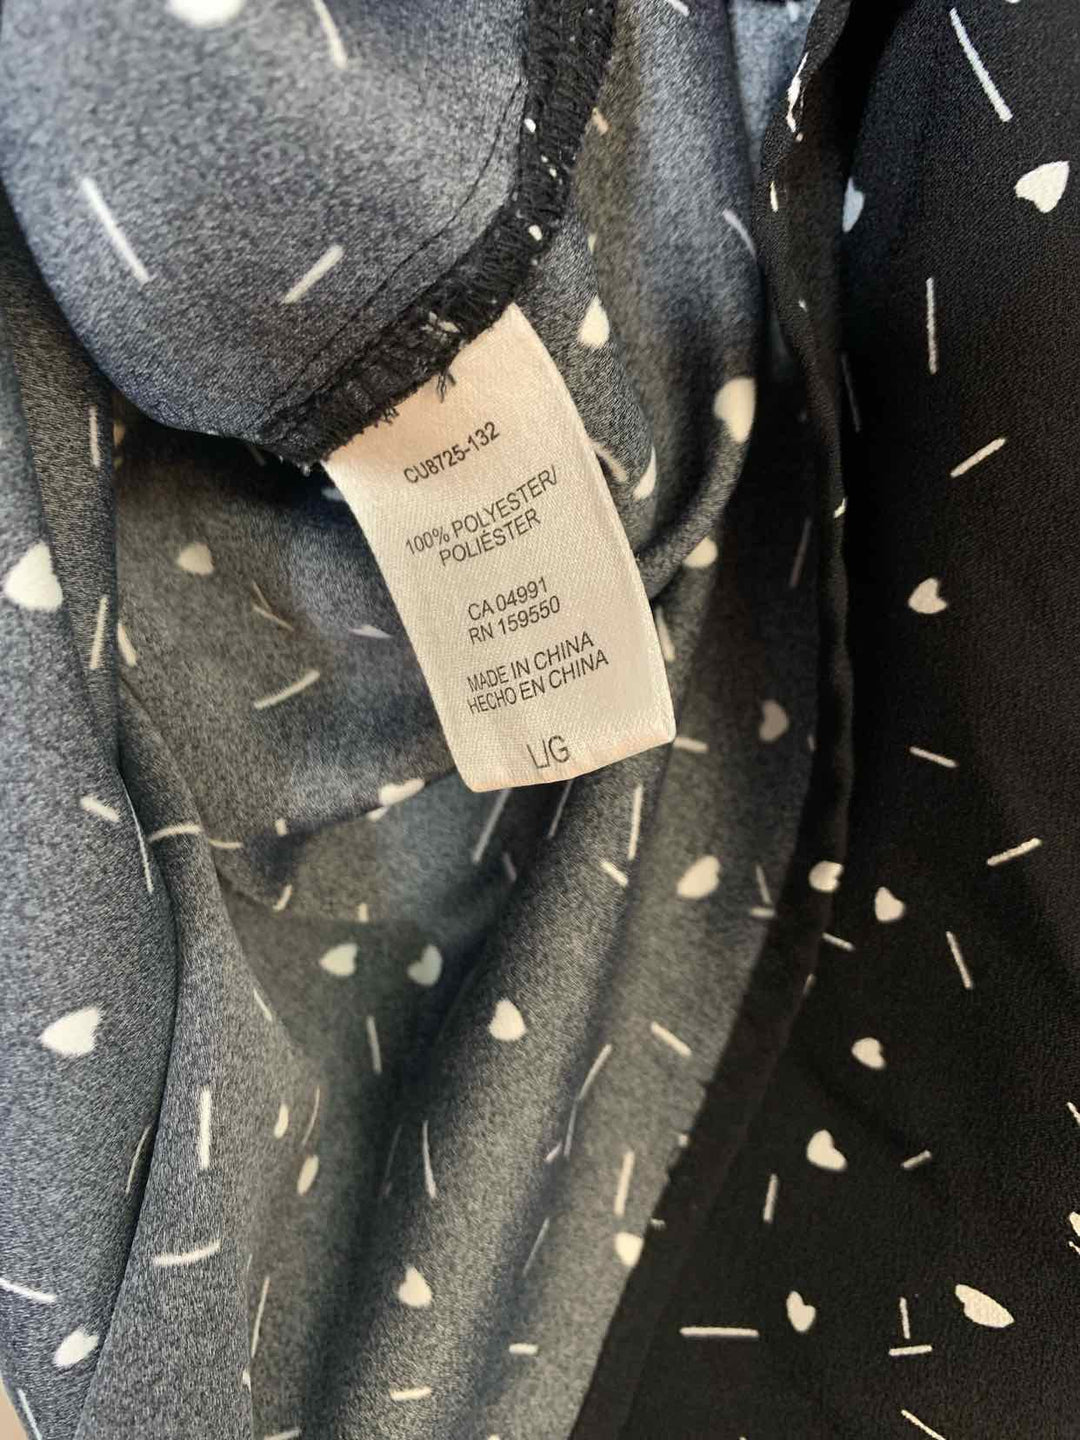 CU8725-132
100% POLYESTER/
POLIÉSTER
CA 04991
RN 159550
MADE IN CHINA
HECHO EN CHINA
L/G